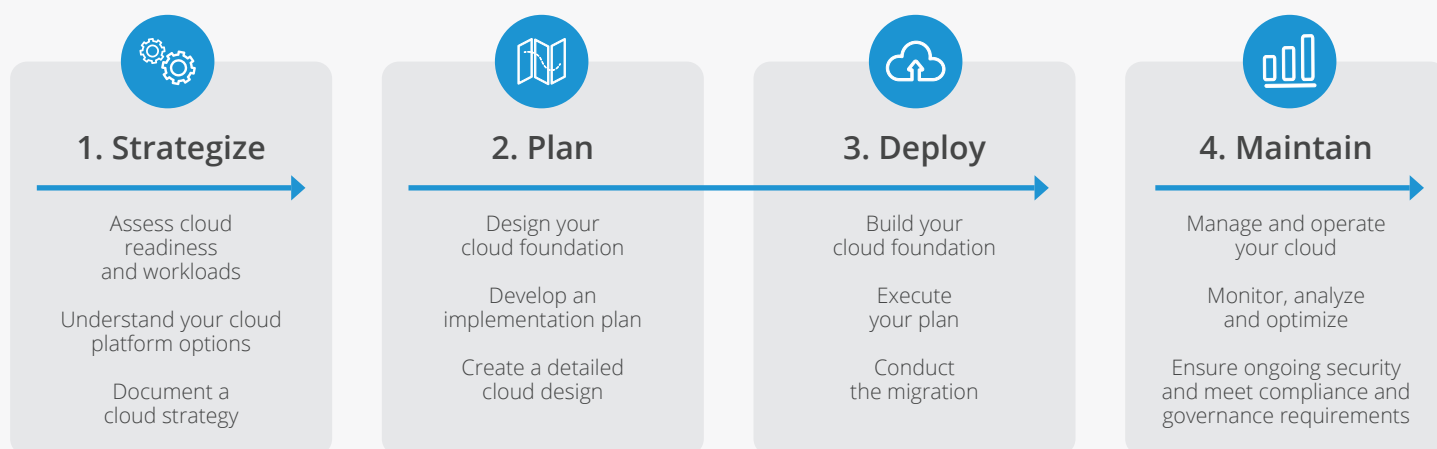 1. Strategize
Assess cloud
readiness
and workloads
Understand your cloud
platform options
Document a
cloud strategy
2. Plan
Design your
cloud foundation
Develop an
implementation plan
Create a detailed
cloud design
3. Deploy
Build your
cloud foundation
Execute
your plan
Conduct
the migration
4. Maintain
Manage and operate
your cloud
Monitor, analyze
and optimize
Ensure ongoing security
and meet compliance and
governance requirements